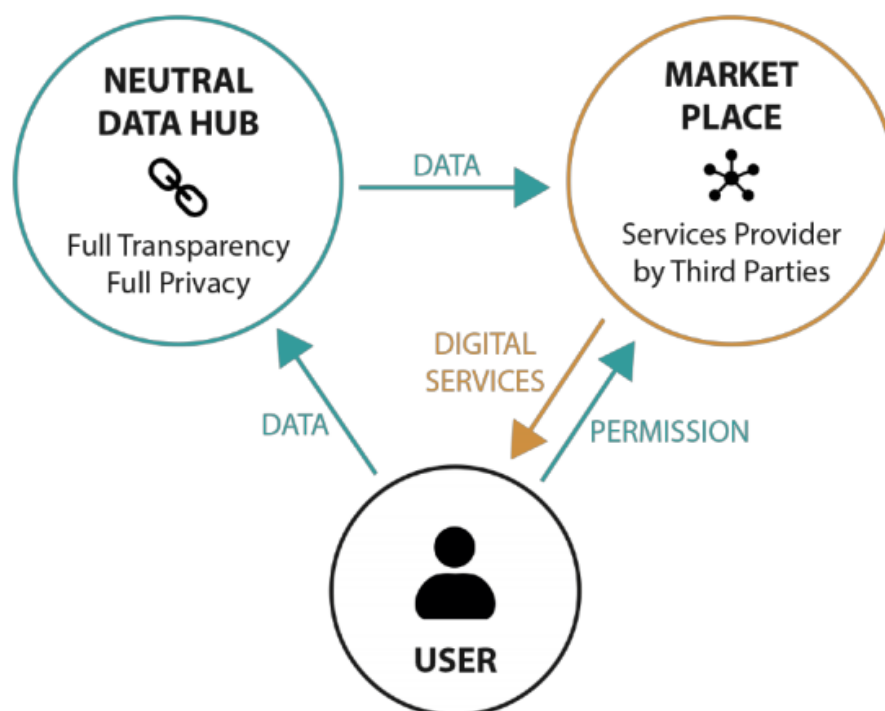 NEUTRAL
DATA HUB
Full Transparency
Full Privacy
DATA
MARKET
PLACE
Services Provider
by Third Parties
DIGITAL
SERVICES
DATA
PERMISSION
USER